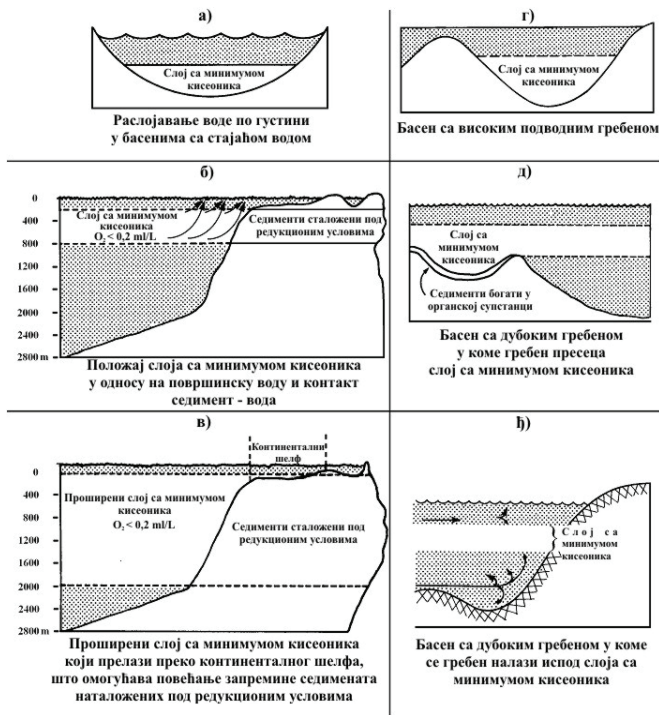 а)
Слој са минимумом
кисеоника
Раслојавање воде по густини
у басенима са стајаћом водом
г)
Слој са минимумом
кисеоника
Басен са високим подводним гребеном
б)
0
400
800
1200
1600
2000
2400
2800 m
Слој са минимумом
кисеоника
O₂ < 0,2 ml/L
Седименти сталожени под
редукционим условима
Положај слоја са минимумом кисеоника
у односу на површинску воду и контакт
седимент - вода
д)
Слој са
минимумом
кисеоника
Седименти богати у
органској супстанци
Басен са дубоким гребеном
у коме гребен пресеца
слој са минимумом кисеоника
в)
Континентални
шелф
0
400
800
1200
1600
2000
2400
2800 m
Проширени слој са минимумом
кисеоника
O₂ < 0,2 ml/L
Седименти сталожени под
редукционим условима
Проширени слој са минимумом кисеоника
који прелази преко континенталног шелфа,
што омогућава повећање запремине седимената
наталожених под редукционим условима
ђ)
Слој са
минимумом
кисеоника
Басен са дубоким гребеном у коме
се гребен налази испод слоја са
минимумом кисеоника